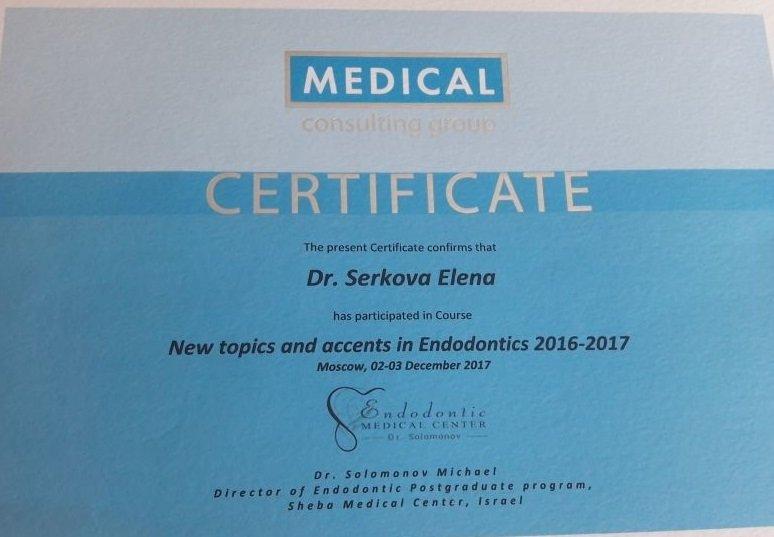 MEDICAL
consulting group
CERTIFICATE
The present Certificate confirms that
Dr. Serkova Elena
has participated in Course
New topics and accents in Endodontics 2016-2017
Moscow, 02-03 December 2017
Endodontic
MEDICAL CENTER
Dr. Solomonov
Dr. Solomonov Michael
Director of Endodontic Postgraduate program,
Sheba Medical Center, Israel